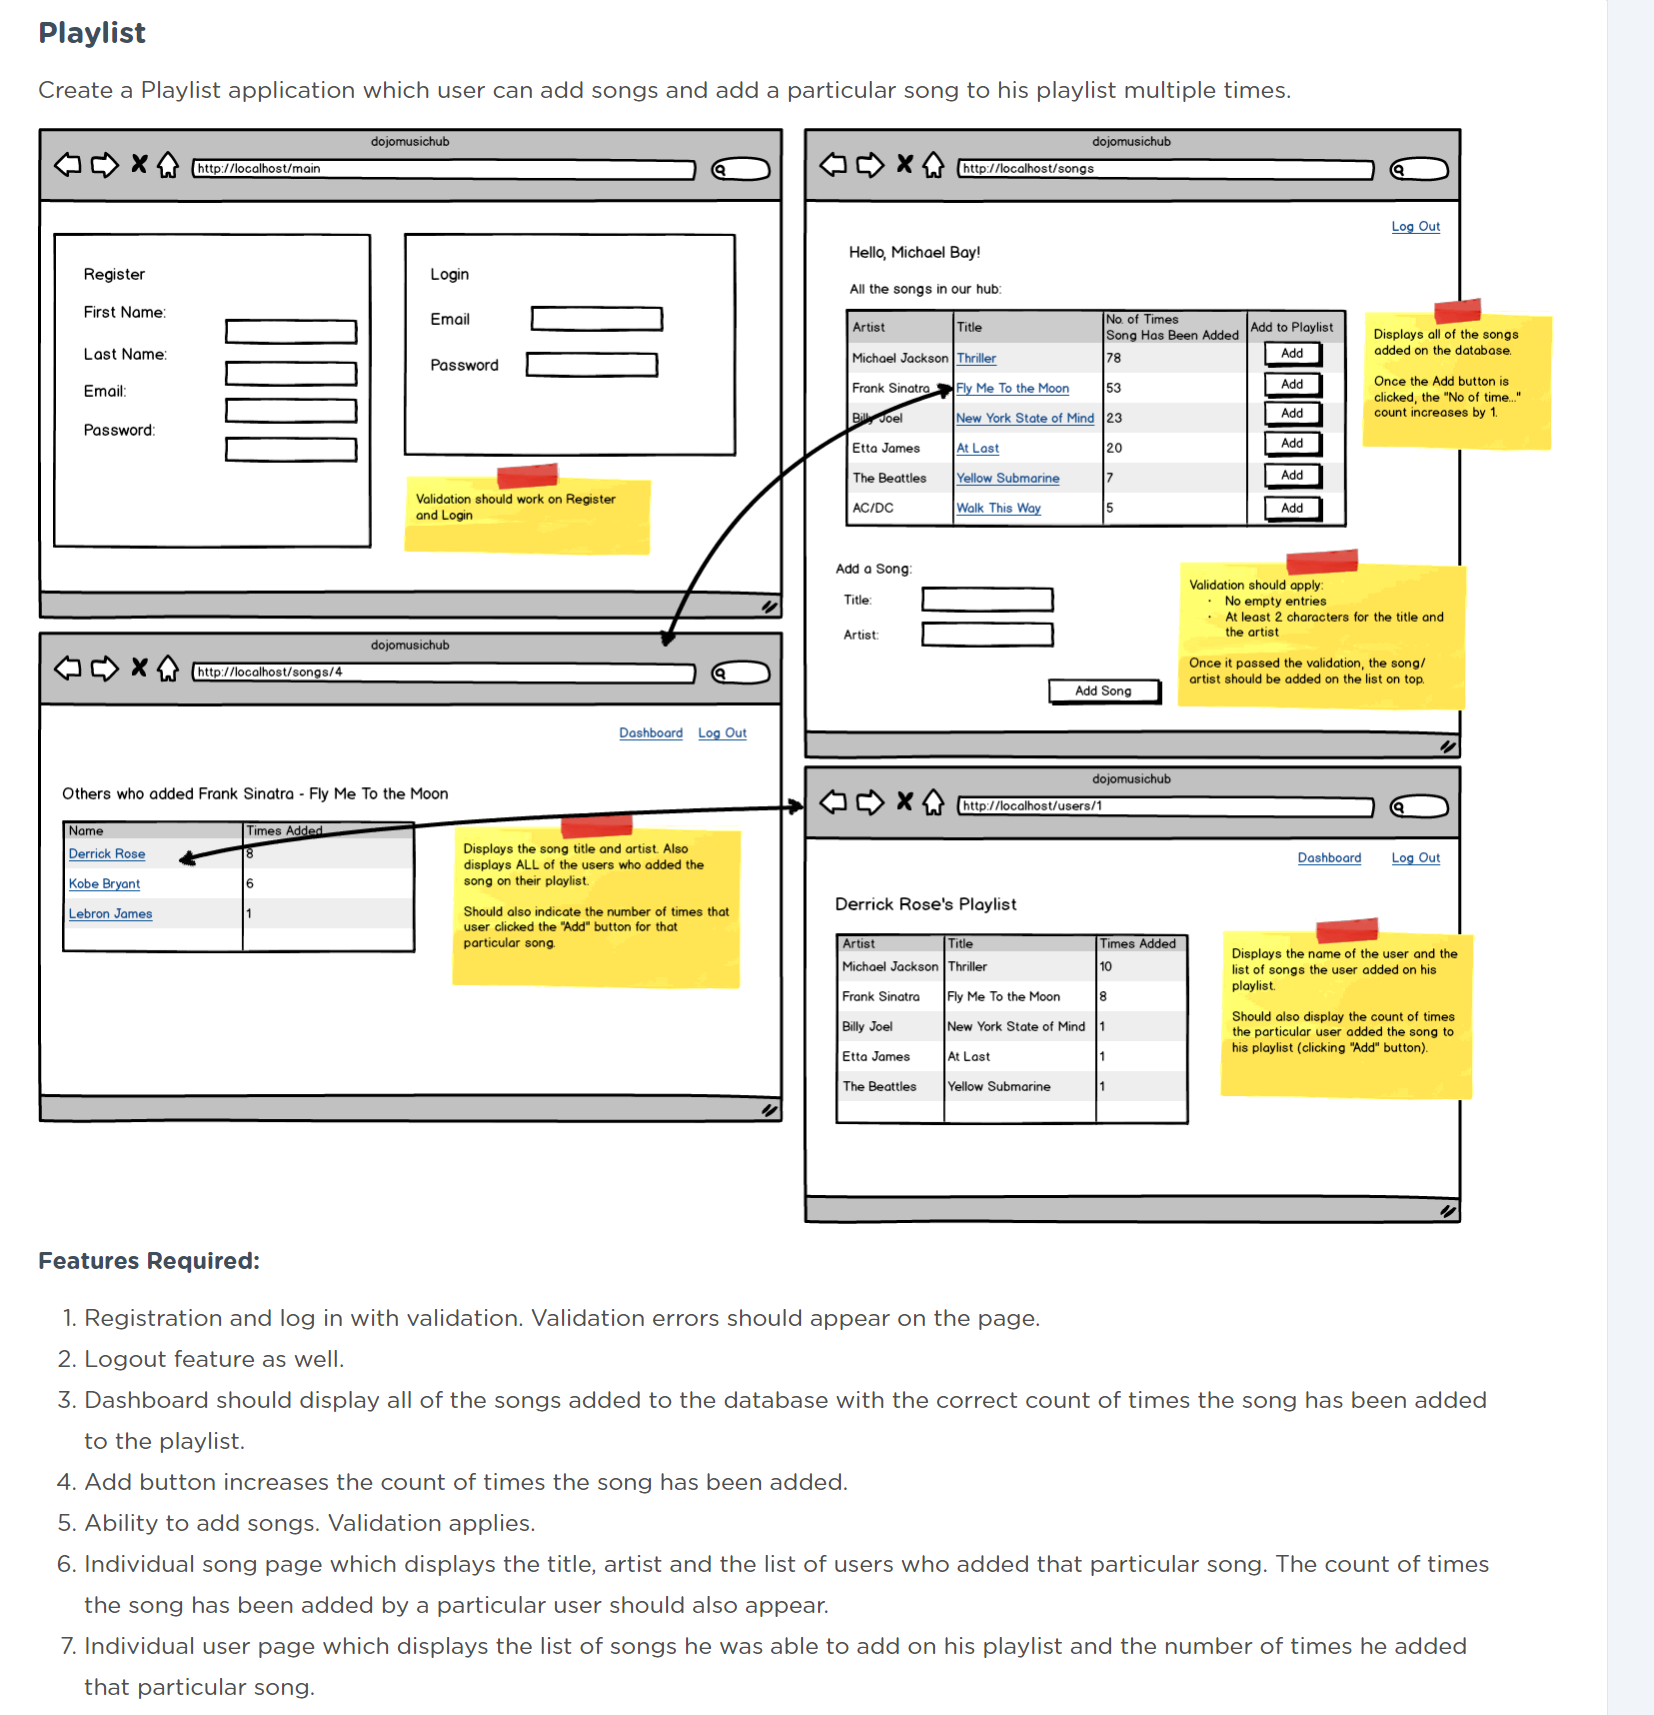 Playlist
Create a Playlist application which user can add songs and add a particular song to his playlist multiple times.
dojomusichub
http://localhost/main
Register
First Name:
Last Name:
Email:
Password:
Login
Email
Password
Validation should work on Register
and Login
dojomusichub
http://localhost/songs
Log Out
Hello, Michael Bay!
All the songs in our hub:
Artist Title No. of Times Song Has Been Added Add to Playlist
Michael Jackson Thriller 78 Add
Frank Sinatra Fly Me To the Moon 53 Add
Billy Joel New York State of Mind 23 Add
Etta James At Last 20 Add
The Beattles Yellow Submarine 7 Add
AC/DC Walk This Way 5 Add
Displays all of the songs
added on the database.
Once the Add button is
clicked, the "No of time..."
count increases by 1.
Add a Song:
Title:
Artist:
Add Song
Validation should apply:
· No empty entries
· At least 2 characters for the title and
the artist
Once it passed the validation, the song/
artist should be added on the list on top.
dojomusichub
http://localhost/songs/4
Dashboard Log Out
Others who added Frank Sinatra - Fly Me To the Moon
Name Times Added
Derrick Rose 8
Kobe Bryant 6
Lebron James 1
Displays the song title and artist. Also
displays ALL of the users who added the
song on their playlist.
Should also indicate the number of times that
user clicked the "Add" button for that
particular song.
dojomusichub
http://localhost/users/1
Dashboard Log Out
Derrick Rose's Playlist
Artist Title Times Added
Michael Jackson Thriller 10
Frank Sinatra Fly Me To the Moon 8
Billy Joel New York State of Mind 1
Etta James At Last 1
The Beattles Yellow Submarine 1
Displays the name of the user and the
list of songs the user added on his
playlist.
Should also display the count of times
the particular user added the song to
his playlist (clicking "Add" button).
Features Required:
1. Registration and log in with validation. Validation errors should appear on the page.
2. Logout feature as well.
3. Dashboard should display all of the songs added to the database with the correct count of times the song has been added
to the playlist.
4. Add button increases the count of times the song has been added.
5. Ability to add songs. Validation applies.
6. Individual song page which displays the title, artist and the list of users who added that particular song. The count of times
the song has been added by a particular user should also appear.
7. Individual user page which displays the list of songs he was able to add on his playlist and the number of times he added
that particular song.